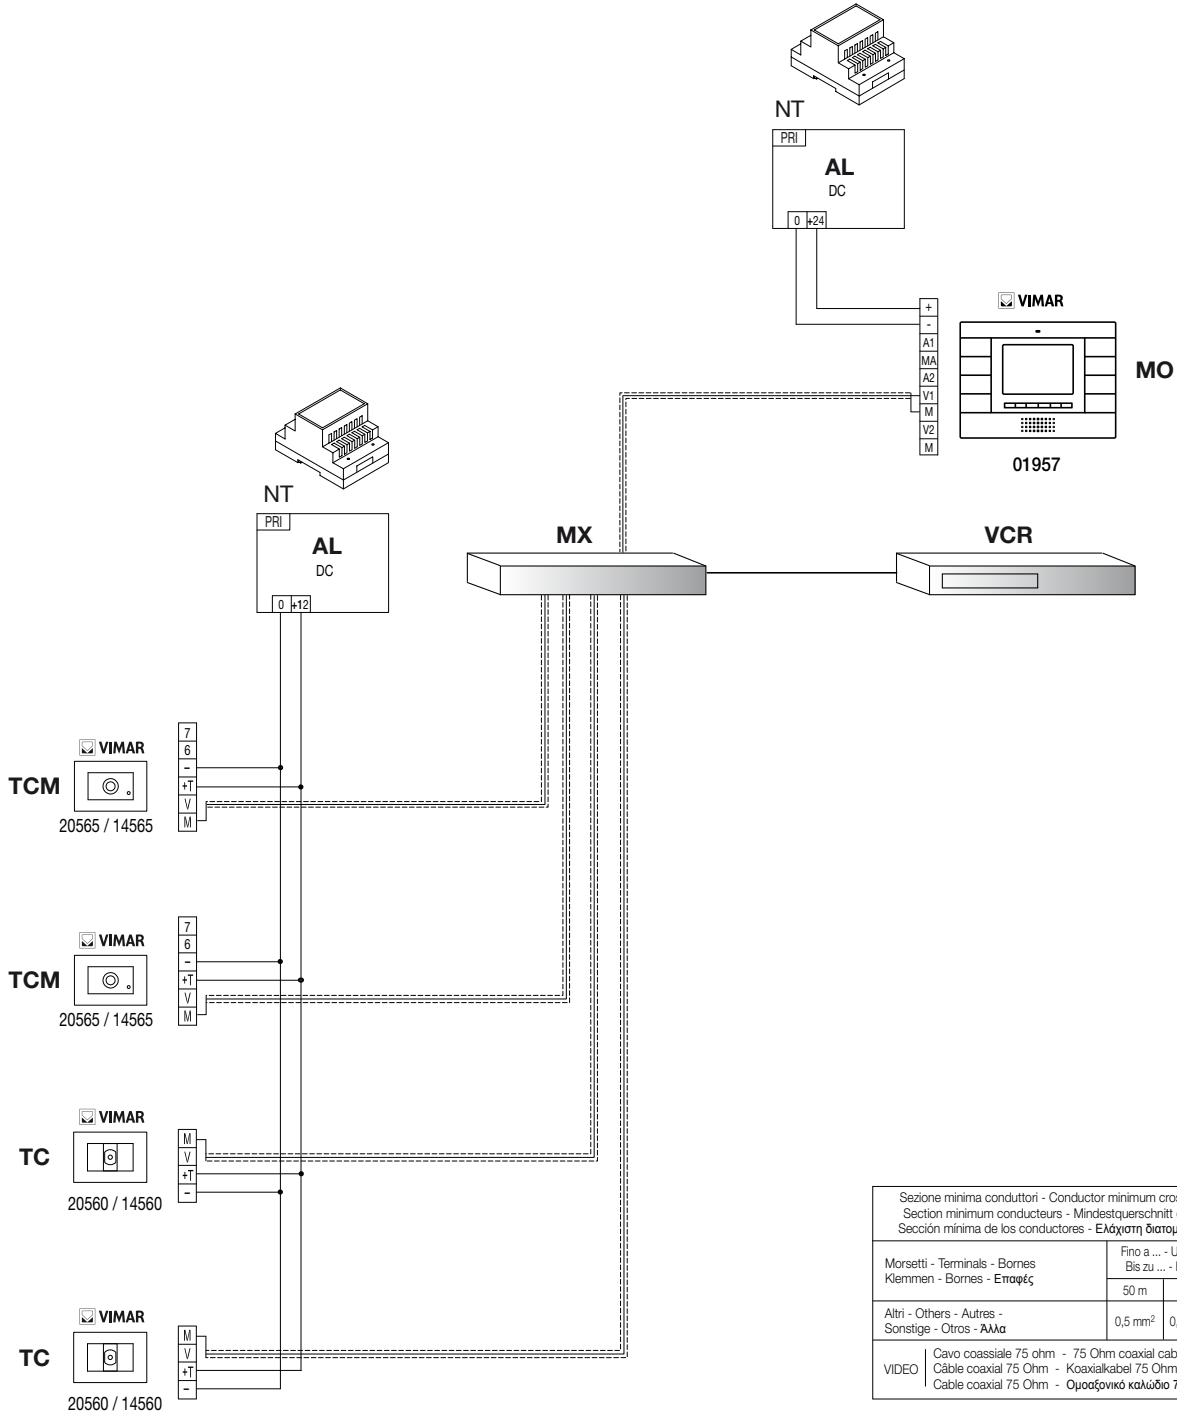 NT
PRI
AL
DC
0 +24
VIMAR
+
-
A1
MA
A2
V1
M
V2
M
MO
01957
NT
PRI
AL
DC
0 +12
MX
VCR
VIMAR
TCM
20565 / 14565
7
6
–
+T
V
M
VIMAR
TCM
20565 / 14565
7
6
–
+T
V
M
VIMAR
TC
20560 / 14560
M
V
+T
–
VIMAR
TC
20560 / 14560
M
V
+T
–
Sezione minima conduttori - Conductor minimum
Section minimum conducteurs - Mindestquerschnitt
Sección mínima de los conductores - Ελάχιστη
Morsetti - Terminals - Bornes
Klemmen - Bornes - Επαφές
Fino a ... -
Bis zu ... -
50 m
Altri - Others - Autres -
Sonstige - Otros - Άλλα
0,5 mm²
VIDEO
Cavo coassiale 75 ohm - 75 Ohm coaxial
Câble coaxial 75 Ohm - Koaxialkabel 75 Ohm
Cable coaxial 75 Ohm - Ομοαξονικό καλώδιο